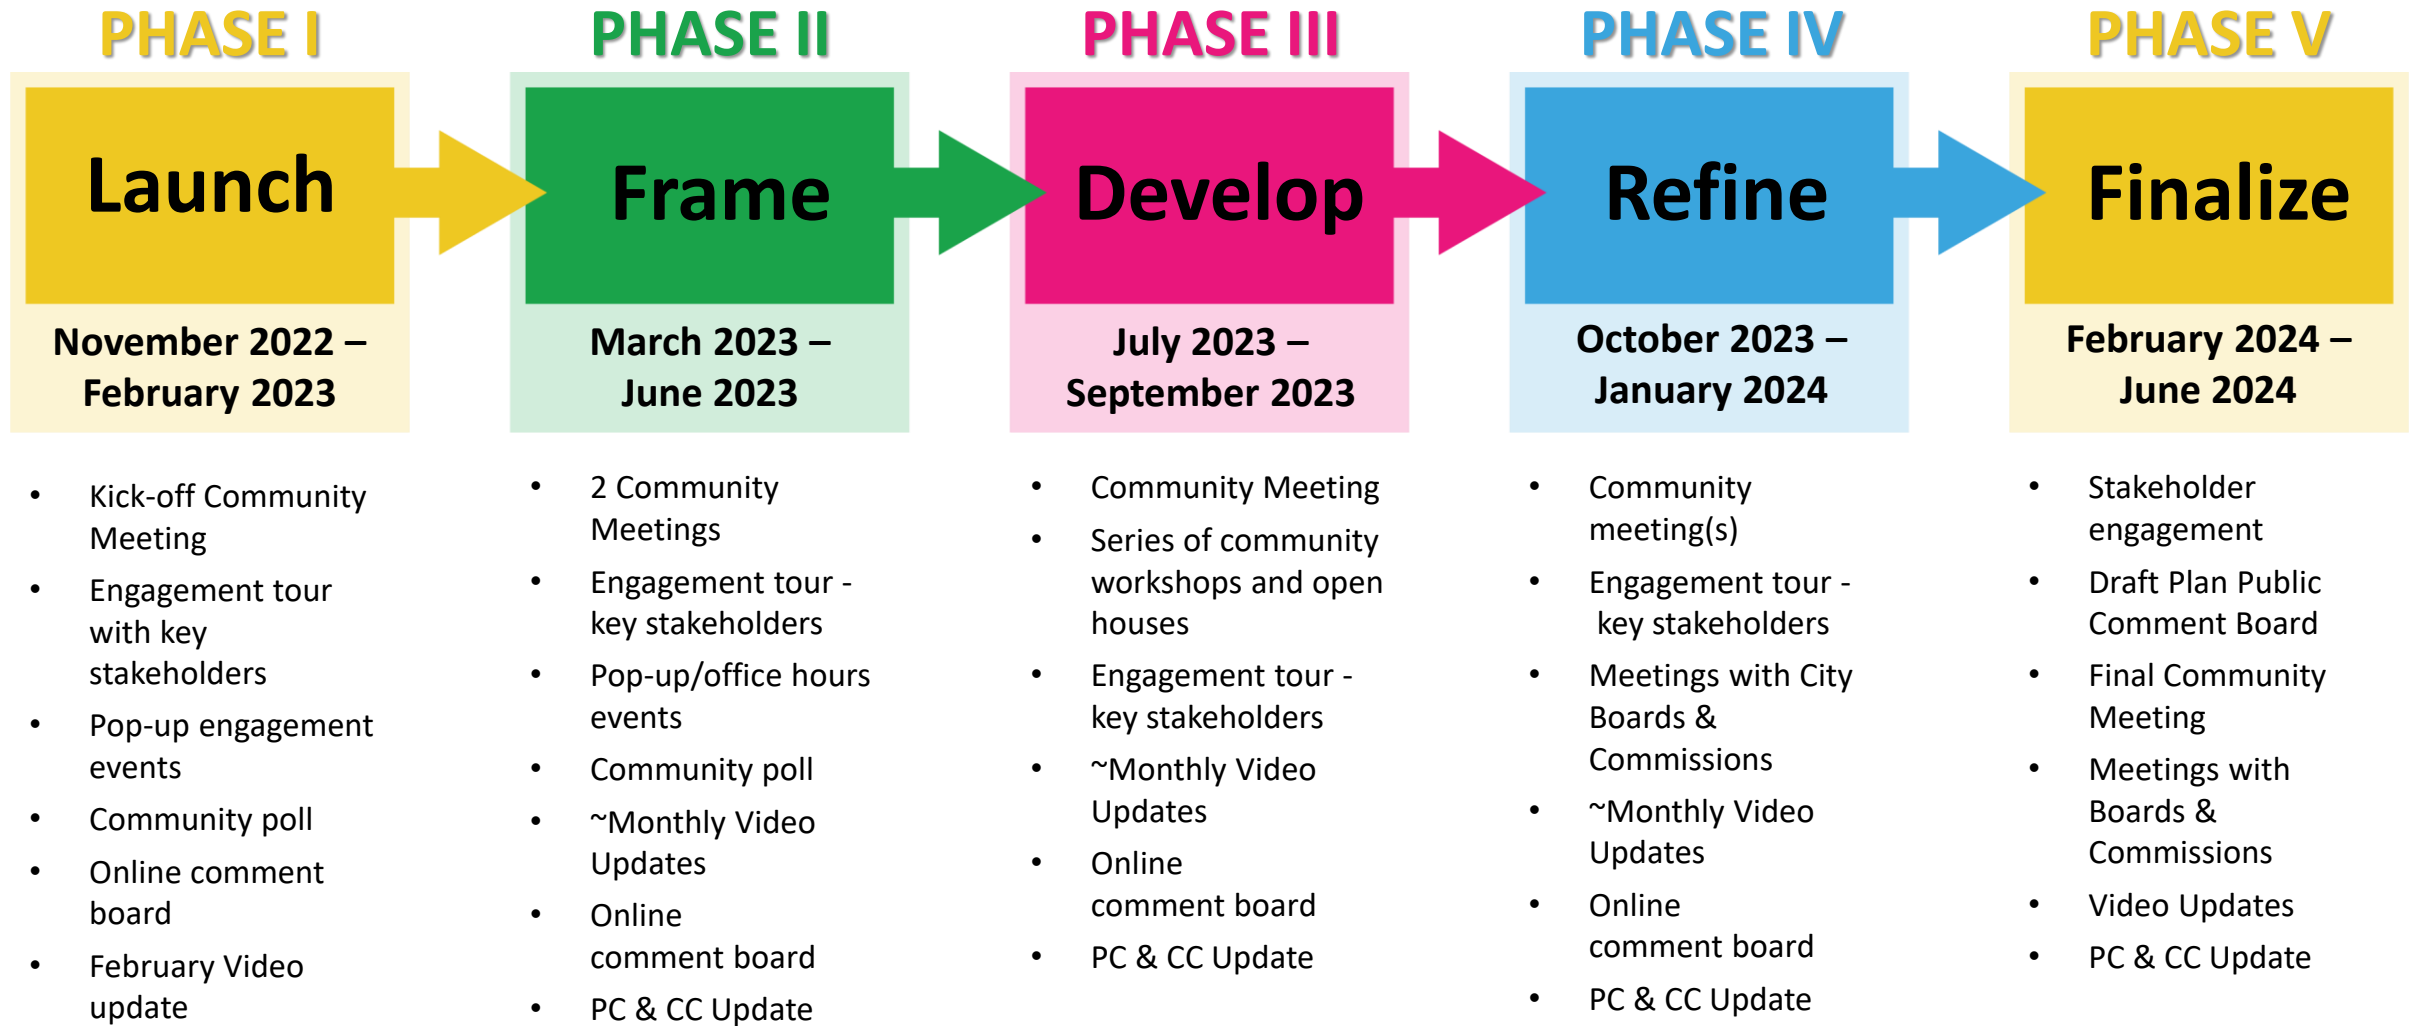 PHASE I
Launch
November 2022 –
February 2023
• Kick-off Community
Meeting
• Engagement tour
with key
stakeholders
• Pop-up engagement
events
• Community poll
• Online comment
board
• February Video
update
PHASE II
Frame
March 2023 –
June 2023
• 2 Community
Meetings
• Engagement tour -
key stakeholders
• Pop-up/office hours
events
• Community poll
• ~Monthly Video
Updates
• Online
comment board
• PC & CC Update
PHASE III
Develop
July 2023 –
September 2023
• Community Meeting
• Series of community
workshops and open
houses
• Engagement tour -
key stakeholders
• ~Monthly Video
Updates
• Online
comment board
• PC & CC Update
PHASE IV
Refine
October 2023 –
January 2024
• Community
meeting(s)
• Engagement tour -
key stakeholders
• Meetings with City
Boards &
Commissions
• ~Monthly Video
Updates
• Online
comment board
• PC & CC Update
PHASE V
Finalize
February 2024 –
June 2024
• Stakeholder
engagement
• Draft Plan Public
Comment Board
• Final Community
Meeting
• Meetings with
Boards &
Commissions
• Video Updates
• PC & CC Update